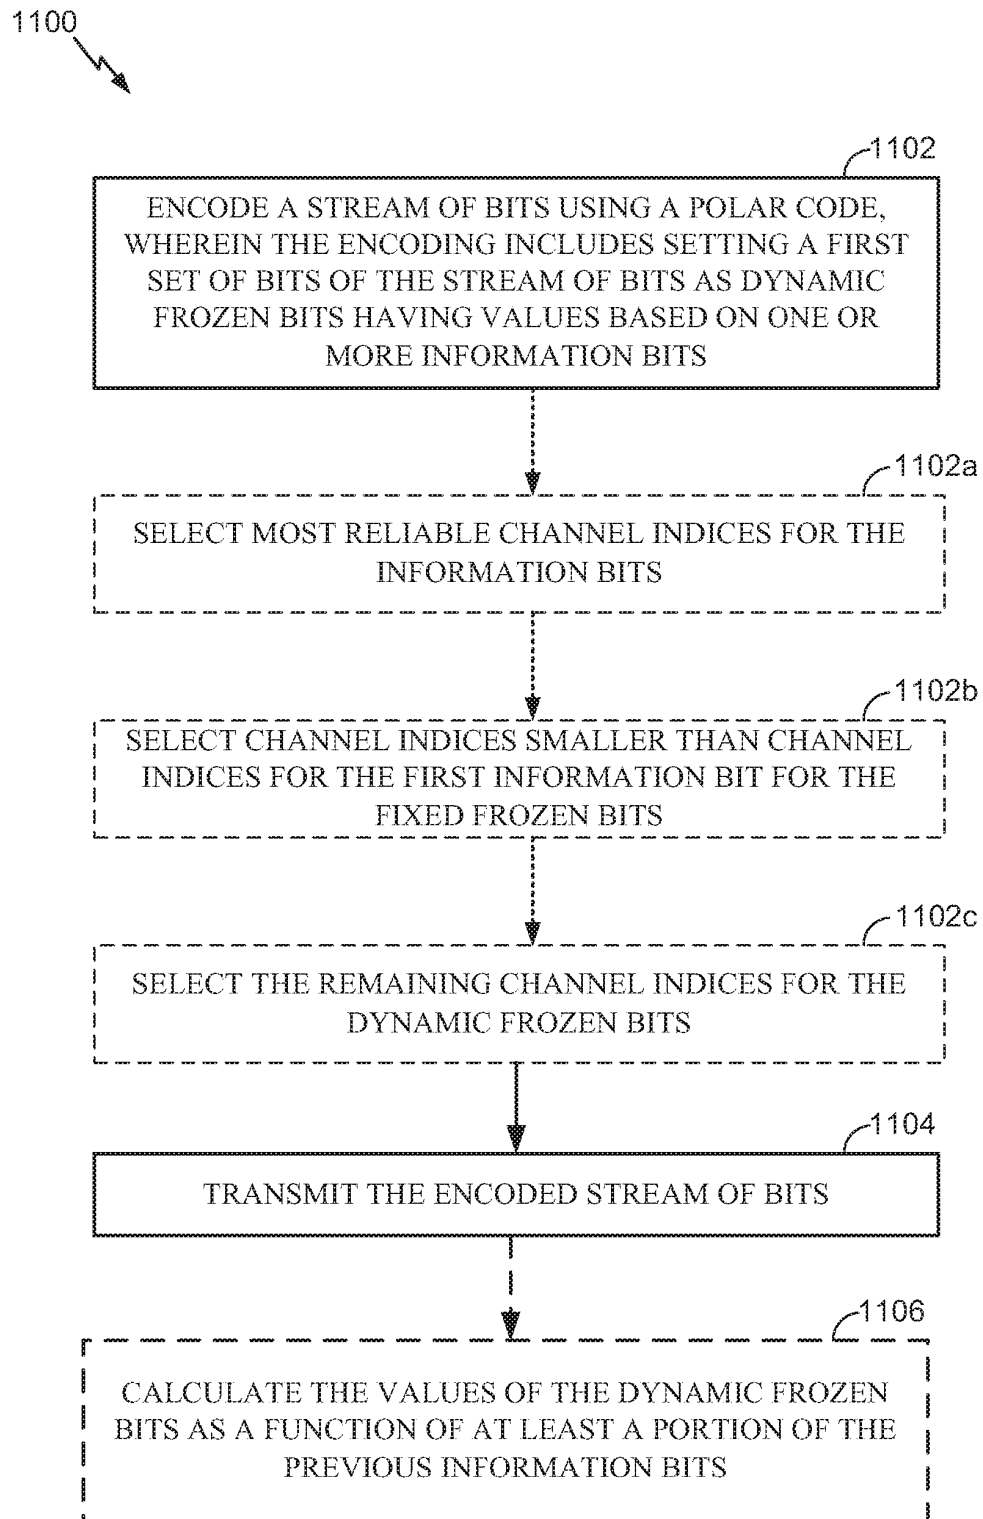 1100
1102
ENCODE A STREAM OF BITS USING A POLAR CODE,
WHEREIN THE ENCODING INCLUDES SETTING A FIRST
SET OF BITS OF THE STREAM OF BITS AS DYNAMIC
FROZEN BITS HAVING VALUES BASED ON ONE OR
MORE INFORMATION BITS
1102a
SELECT MOST RELIABLE CHANNEL INDICES FOR THE
INFORMATION BITS
1102b
SELECT CHANNEL INDICES SMALLER THAN CHANNEL
INDICES FOR THE FIRST INFORMATION BIT FOR THE
FIXED FROZEN BITS
1102c
SELECT THE REMAINING CHANNEL INDICES FOR THE
DYNAMIC FROZEN BITS
1104
TRANSMIT THE ENCODED STREAM OF BITS
1106
CALCULATE THE VALUES OF THE DYNAMIC FROZEN
BITS AS A FUNCTION OF AT LEAST A PORTION OF THE
PREVIOUS INFORMATION BITS